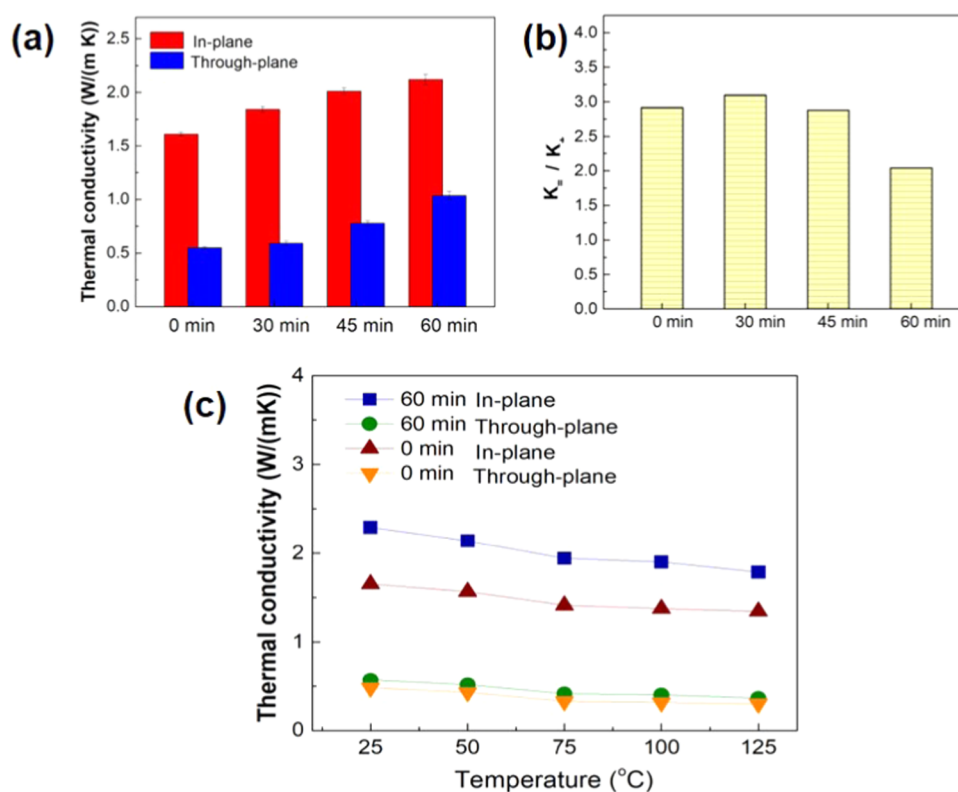 (a)
Thermal conductivity (W/(m K))
2.5
2.0
1.5
1.0
0.5
0.0
In-plane
Through-plane
0 min 30 min 45 min 60 min
(b)
K= / K⊥
4.0
3.5
3.0
2.5
2.0
1.5
1.0
0.5
0.0
0 min 30 min 45 min 60 min
(c)
Thermal conductivity (W/(mK))
4
3
2
1
0
60 min In-plane
60 min Through-plane
0 min In-plane
0 min Through-plane
25 50 75 100 125
Temperature (°C)